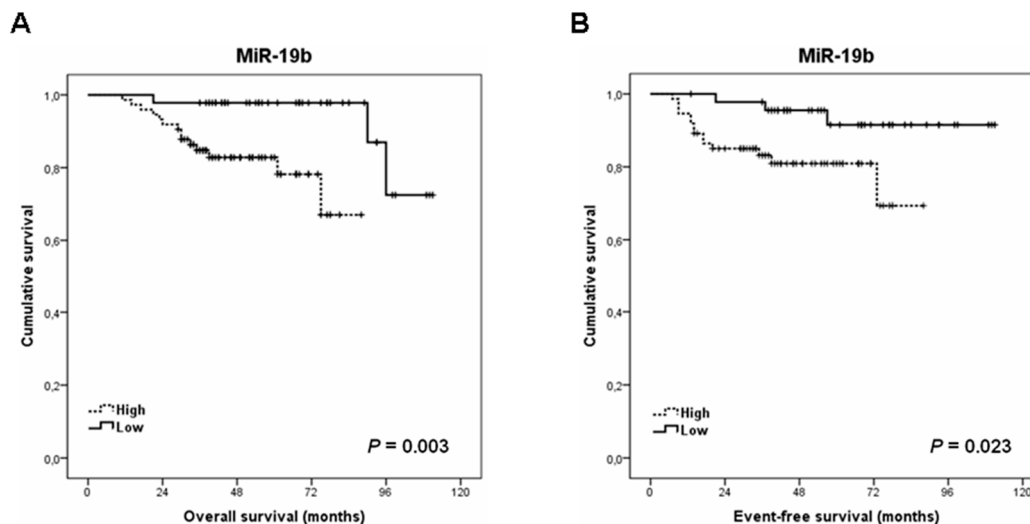 A
MiR-19b
Cumulative survival
1,0
0,8
0,6
0,4
0,2
0,0
High
Low
P = 0.003
0 24 48 72 96 120
Overall survival (months)
B
MiR-19b
Cumulative survival
1,0
0,8
0,6
0,4
0,2
0,0
High
Low
P = 0.023
0 24 48 72 96 120
Event-free survival (months)